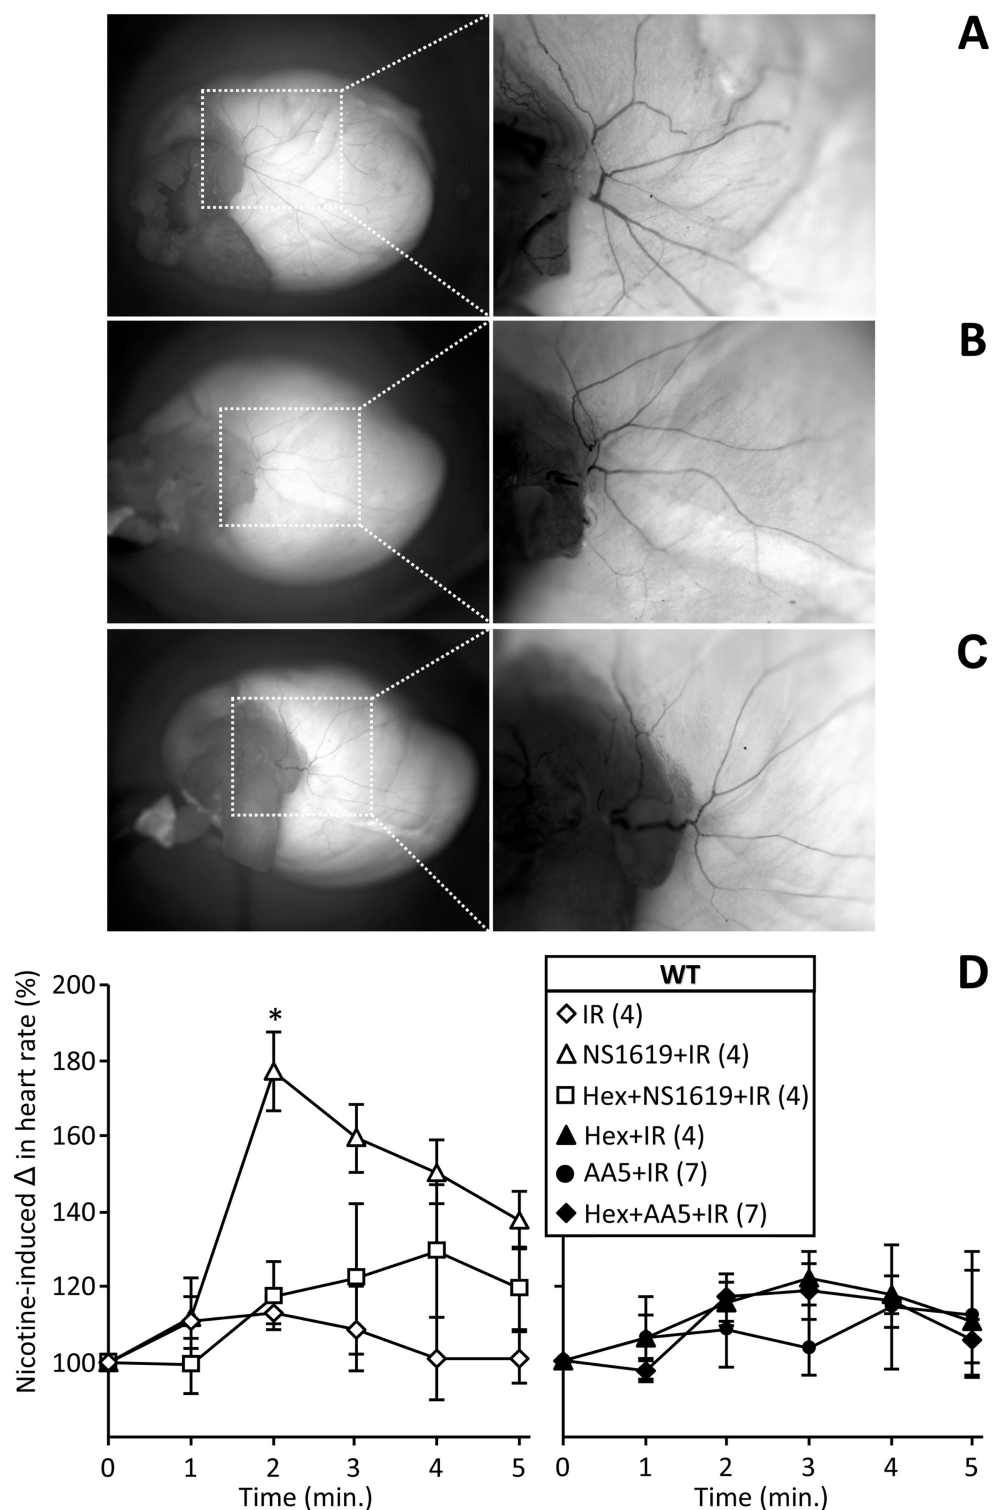 A
B
C
D
Nicotine-induced Δ in heart rate (%)
200
180
160
140
120
100
*
0 1 2 3 4 5
Time (min.)
WT
IR (4)
NS1619+IR (4)
Hex+NS1619+IR (4)
Hex+IR (4)
AA5+IR (7)
Hex+AA5+IR (7)
0 1 2 3 4 5
Time (min.)